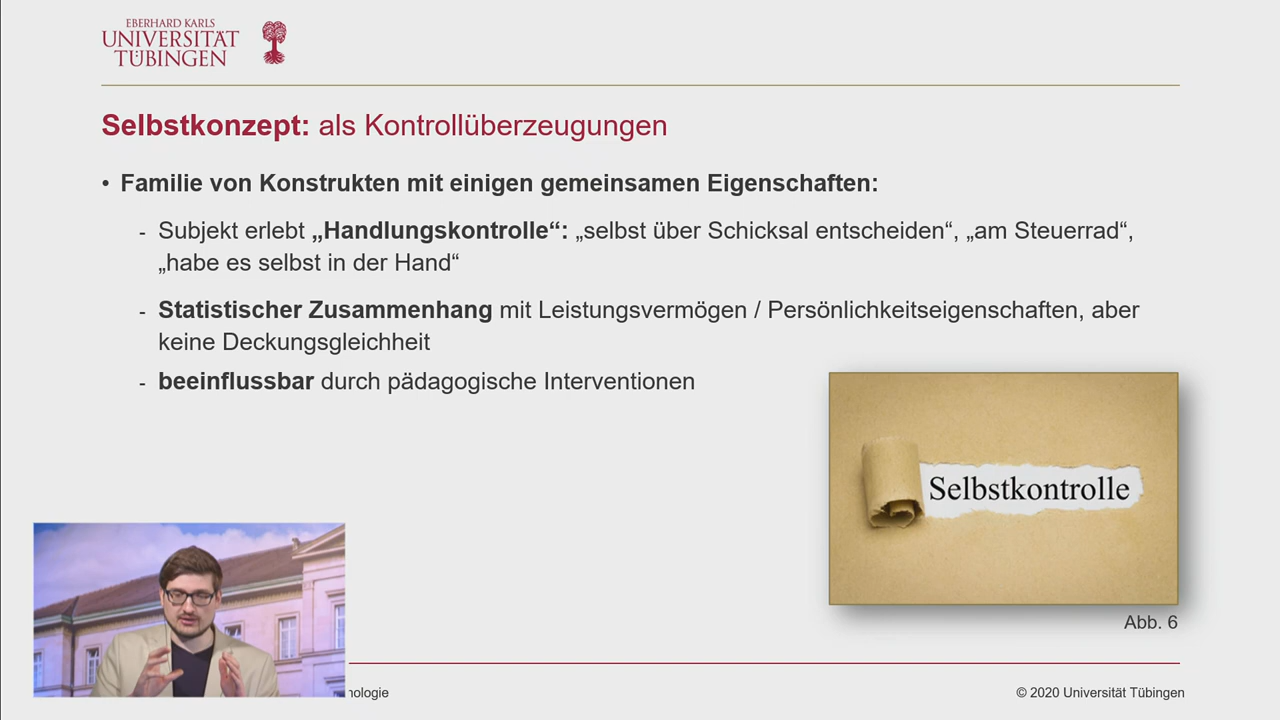 EBERHARD KARLS
UNIVERSITÄT
TÜBINGEN
Selbstkonzept: als Kontrollüberzeugungen
• Familie von Konstrukten mit einigen gemeinsamen Eigenschaften:
- Subjekt erlebt „Handlungskontrolle“: „selbst über Schicksal entscheiden“, „am Steuerrad“,
„habe es selbst in der Hand“
- Statistischer Zusammenhang mit Leistungsvermögen / Persönlichkeitseigenschaften, aber
keine Deckungsgleichheit
- beeinflussbar durch pädagogische Interventionen
Selbstkontrolle
Abb. 6
© 2020 Universität Tübingen